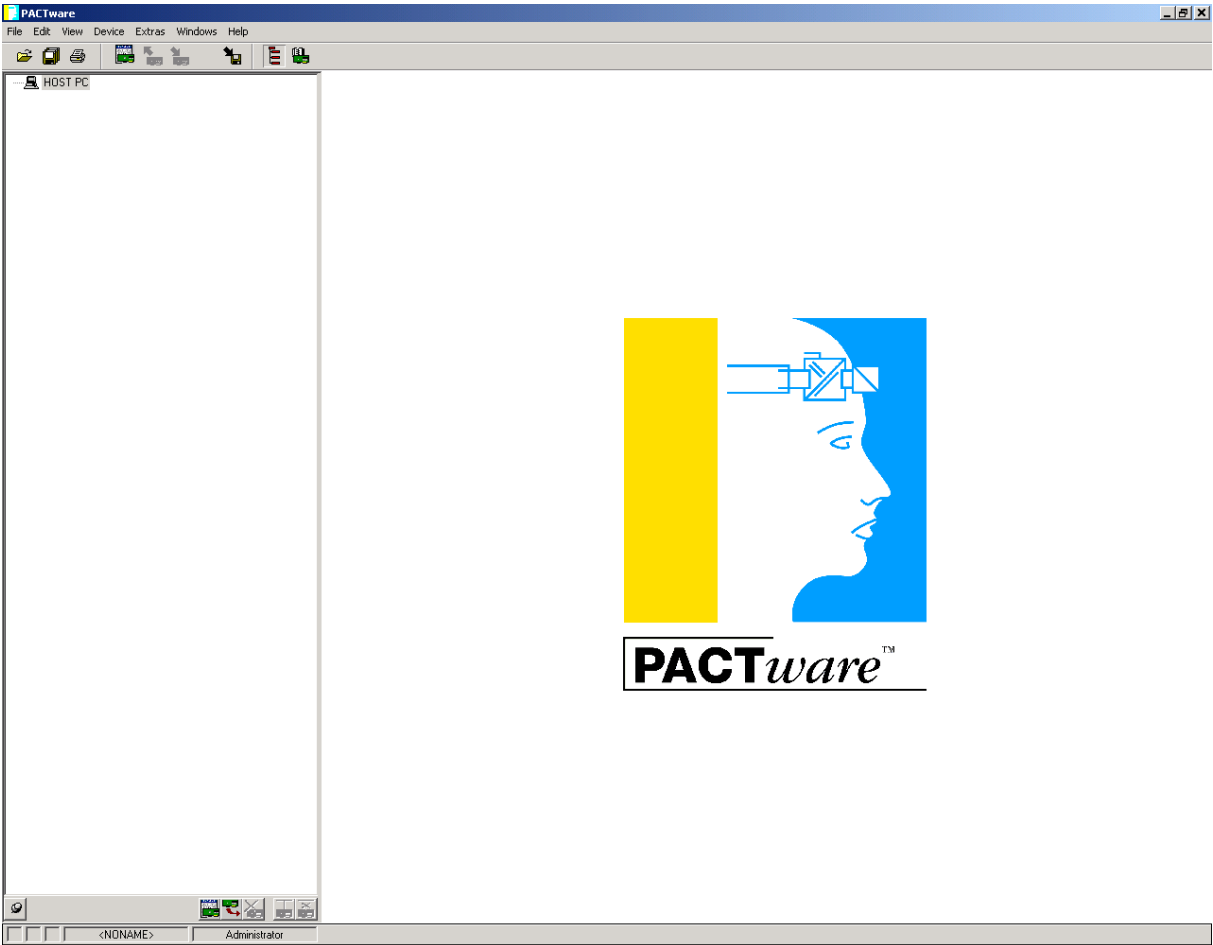 PACTware
File Edit View Device Extras Windows Help
HOST PC
PACTware™
<NONAME> Administrator